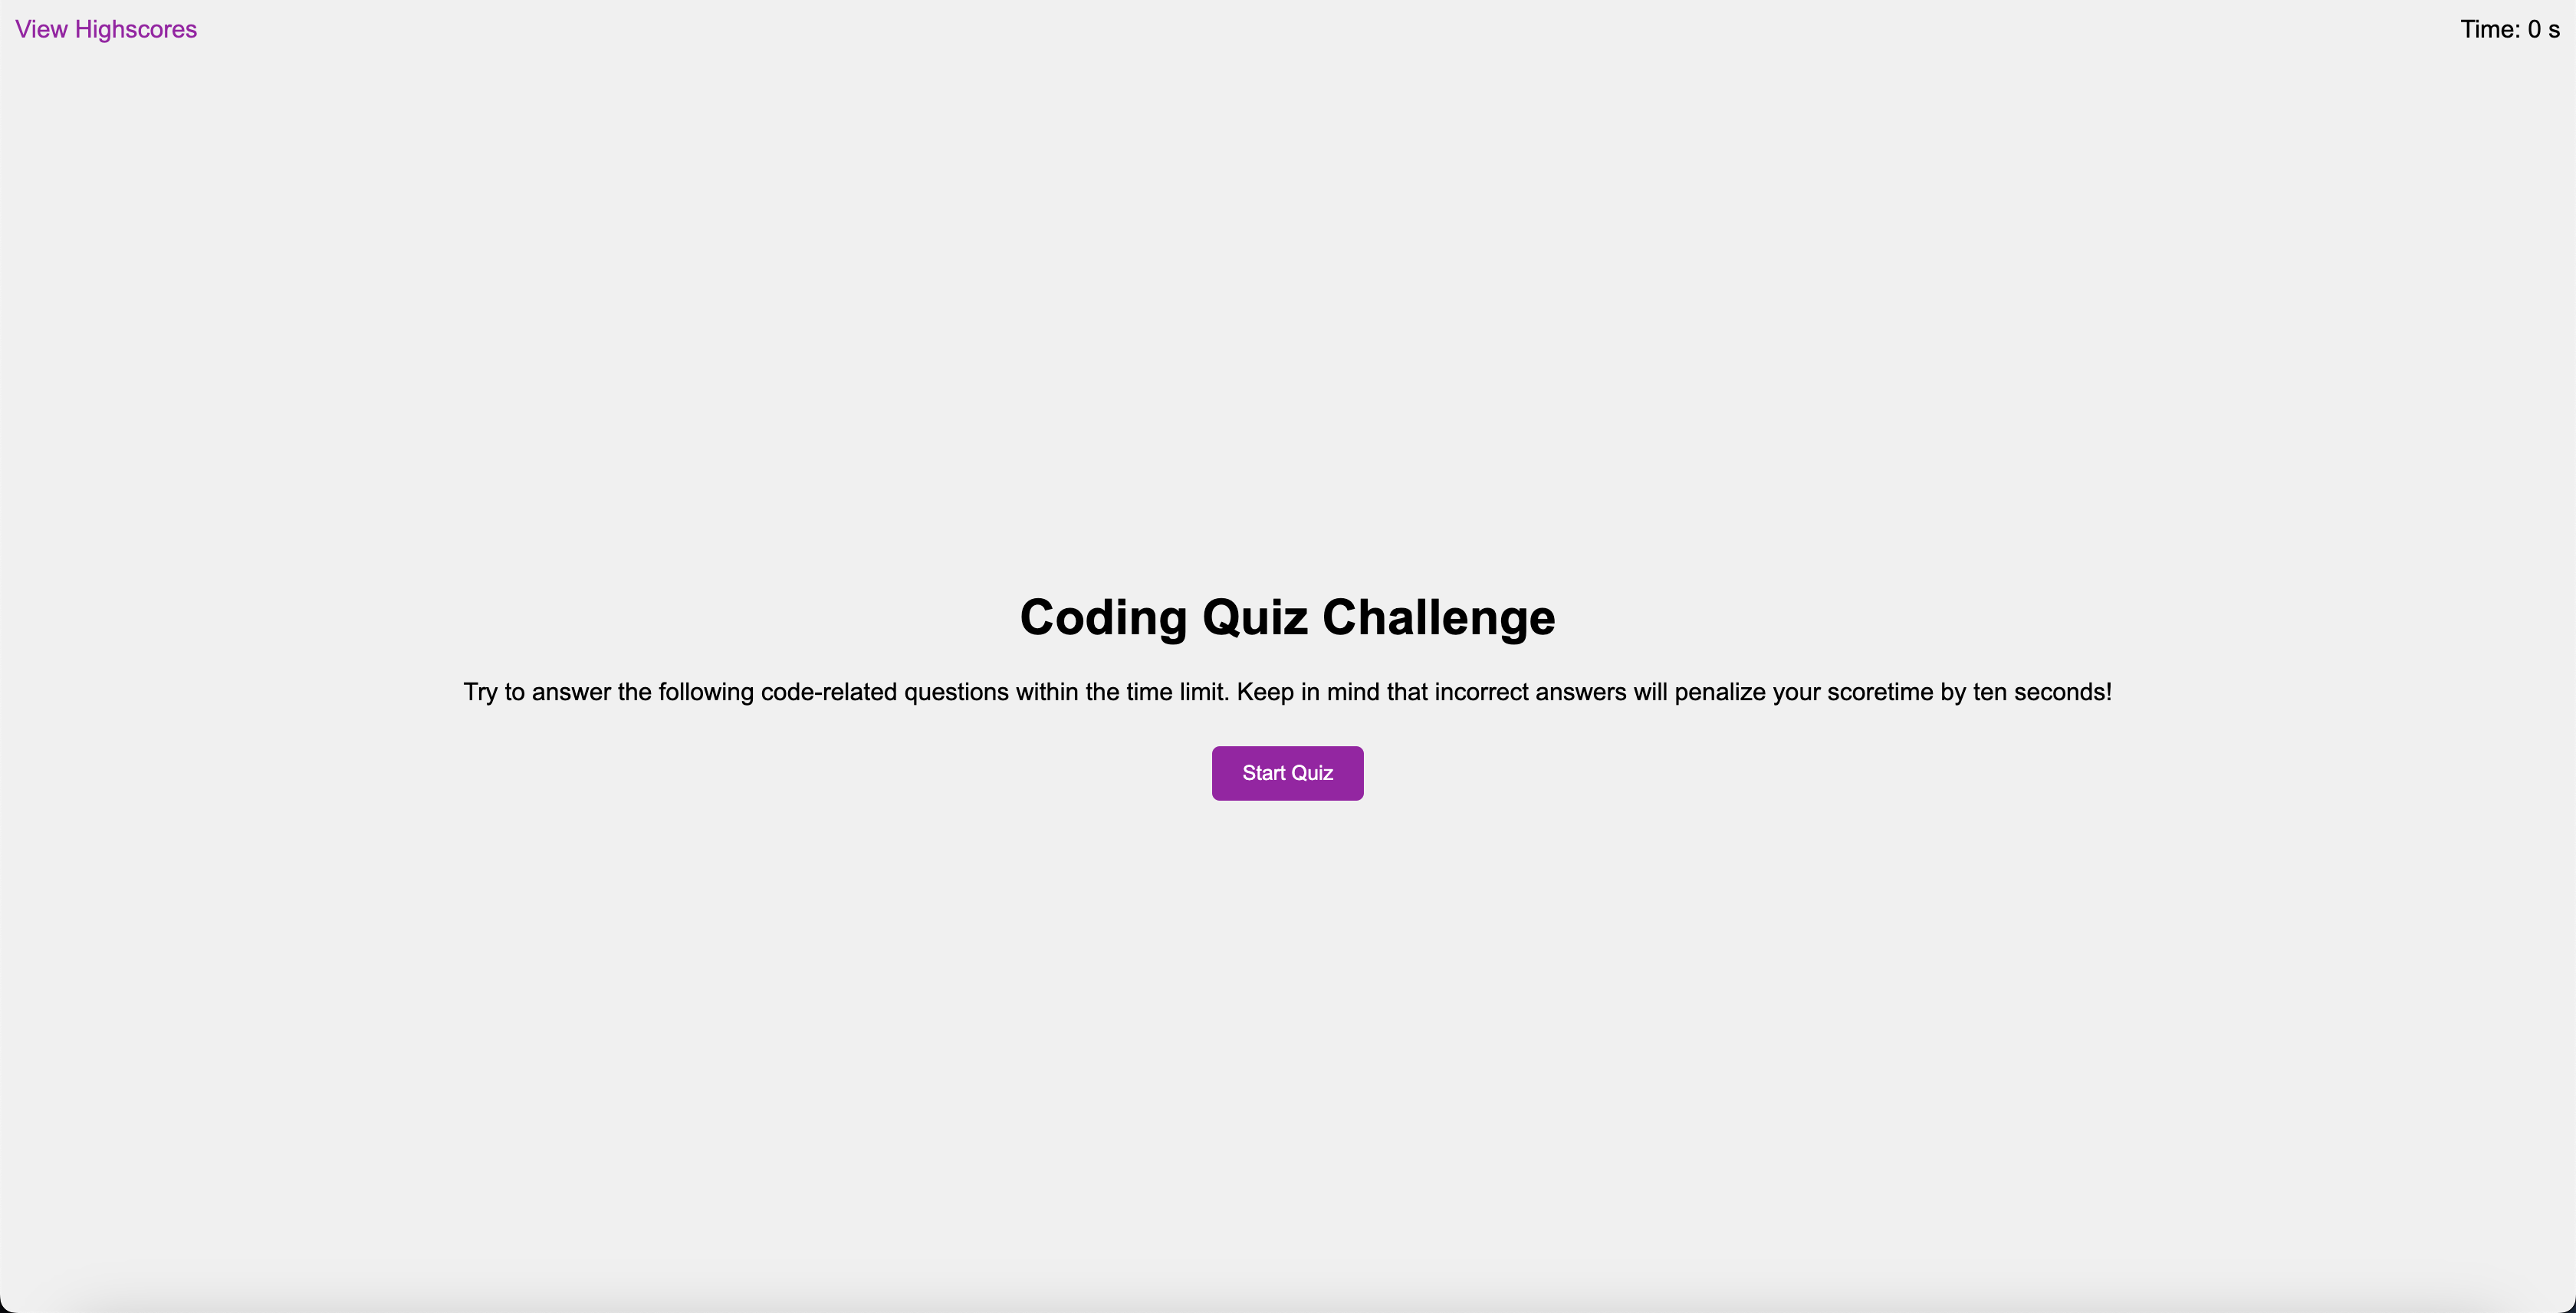 View Highscores
Time: 0 s
Coding Quiz Challenge
Try to answer the following code-related questions within the time limit. Keep in mind that incorrect answers will penalize your scoretime by ten seconds!
Start Quiz